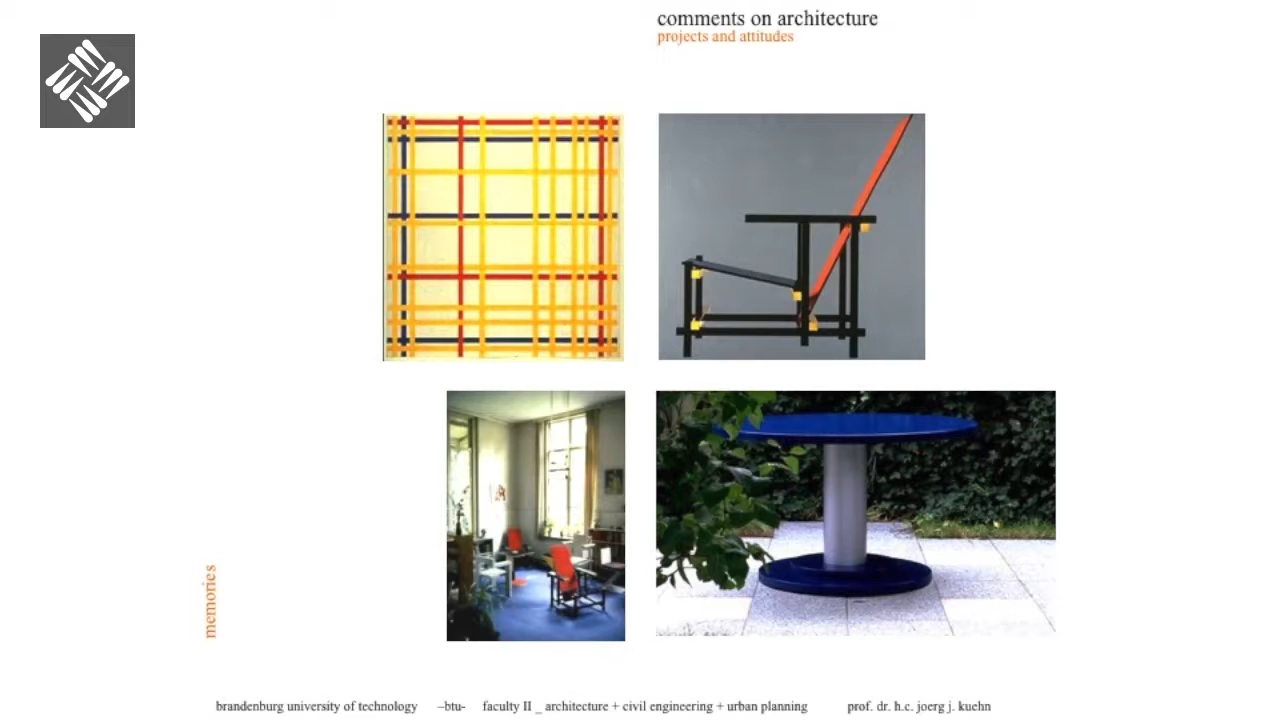 comments on architecture
projects and attitudes
memories
brandenburg university of technology –btu- faculty II _ architecture + civil engineering + urban planning prof. dr. h.c. joerg j. kuehn